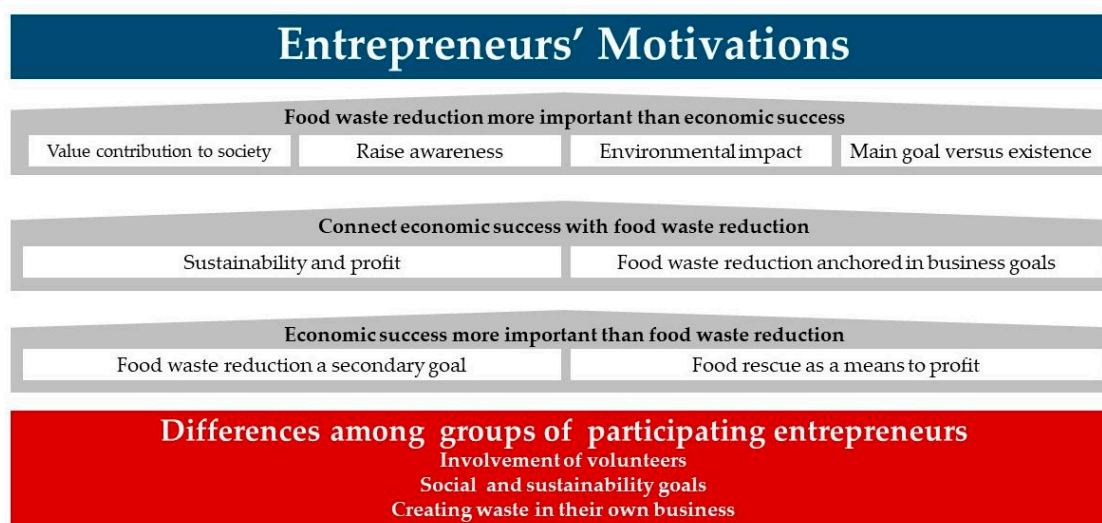 Entrepreneurs’ Motivations
Food waste reduction more important than economic success
Value contribution to society
Raise awareness
Environmental impact
Main goal versus existence
Connect economic success with food waste reduction
Sustainability and profit
Food waste reduction anchored in business goals
Economic success more important than food waste reduction
Food waste reduction a secondary goal
Food rescue as a means to profit
Differences among groups of participating entrepreneurs
Involvement of volunteers
Social and sustainability goals
Creating waste in their own business